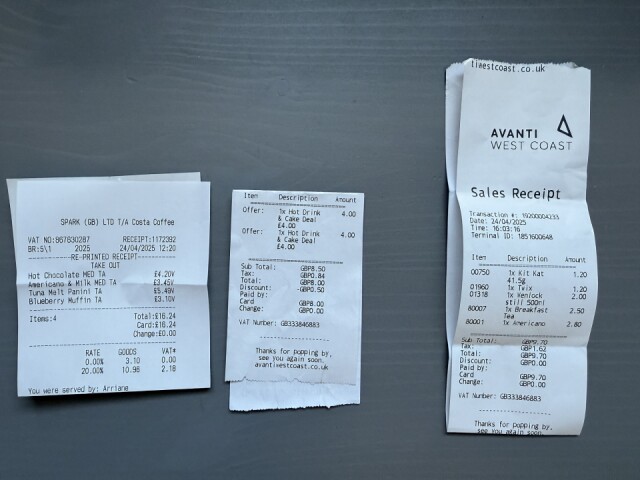 SPARK (GB) LTD T/A Costa Coffee
VAT NO:867830287 RECEIPT:1172392
BR:5\1 2025 24/04/2025 12:20
RE-PRINTED RECEIPT
TAKE OUT
Hot Chocolate MED TA £4.20V
Americano & Milk MED TA £3.45V
Tuna Melt Panini TA £5.49V
Blueberry Muffin TA £3.10V
Items:4 Total:£16.24
Card:£16.24
Change:£0.00
RATE GOODS VAT*
0.00 3.10 0.00
20.00% 10.96 2.18
You were served by: Arriane
Item Description Amount
Offer: 1x Hot Drink 4.00
& Cake Deal
£4.00
Offer: 1x Hot Drink 4.00
& Cake Deal
£4.00
Sub Total: GBP8.50
Tax: GBP0.84
Total: GBP8.00
Discount: -GBP0.50
Paid by:
Card GBP8.00
Change: GBP0.00
VAT Number: GB333846883
Thanks for popping by,
see you again soon.
avantiwestcoast.co.uk
tiwestcoast.co.uk
AVANTI
WEST COAST
Sales Receipt
Transaction #: 19200004233
Date: 24/04/2025
Time: 16:03:16
Terminal ID: 1851600648
Item Description Amount
00750 1x Kit Kat 1.20
41.5g
01960 1x Twix 1.20
01318 1x Wenlock 2.00
still 500ml
80007 1x Breakfast 2.50
Tea
80001 1x Americano 2.80
Sub Total: GBP9.70
Tax: GBP1.62
Total: GBP9.70
Discount: GBP0.00
Paid by:
Card GBP9.70
Change: GBP0.00
VAT Number: GB333846883
Thanks for popping by,
see you again soon.